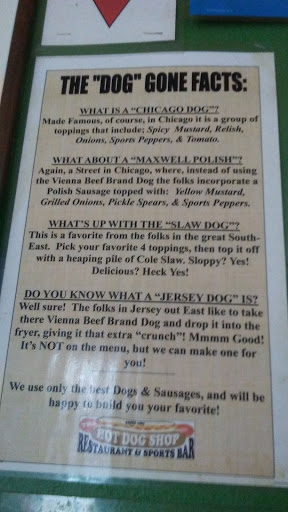 THE "DOG" GONE FACTS:
WHAT IS A "CHICAGO DOG"?
Made Famous, of course, in Chicago it is a group of
toppings that include; Spicy Mustard, Relish,
Onions, Sport Peppers, & Tomato.
WHAT ABOUT A "MAXWELL POLISH"?
Again, a Street in Chicago, where, instead of using
the Vienna Beef Brand Dog the folks incorporate a
Polish Sausage topped with: Yellow Mustard,
Grilled Onions, Pickle Spears, & Sport Peppers.
WHAT'S UP WITH THE "SLAW DOG"?
This is a favorite from the folks in the great South-
East. Pick your favorite 4 toppings, then top it off
with a heaping pile of Cole Slaw. Sloppy? Yes!
Delicious? Heck Yes!
DO YOU KNOW WHAT A "JERSEY DOG" IS?
Well sure! The folks in Jersey out East like to take
there Vienna Beef Brand Dog and drop it into the
fryer, giving it that extra "crunch"! Mmmm Good!
It's NOT on the menu, but we can make one for
you!
We use only the best Dogs & Sausages, and will be
happy to build you your favorite!
HOT DOG SHOP
RESTAURANT & SPORTS BAR